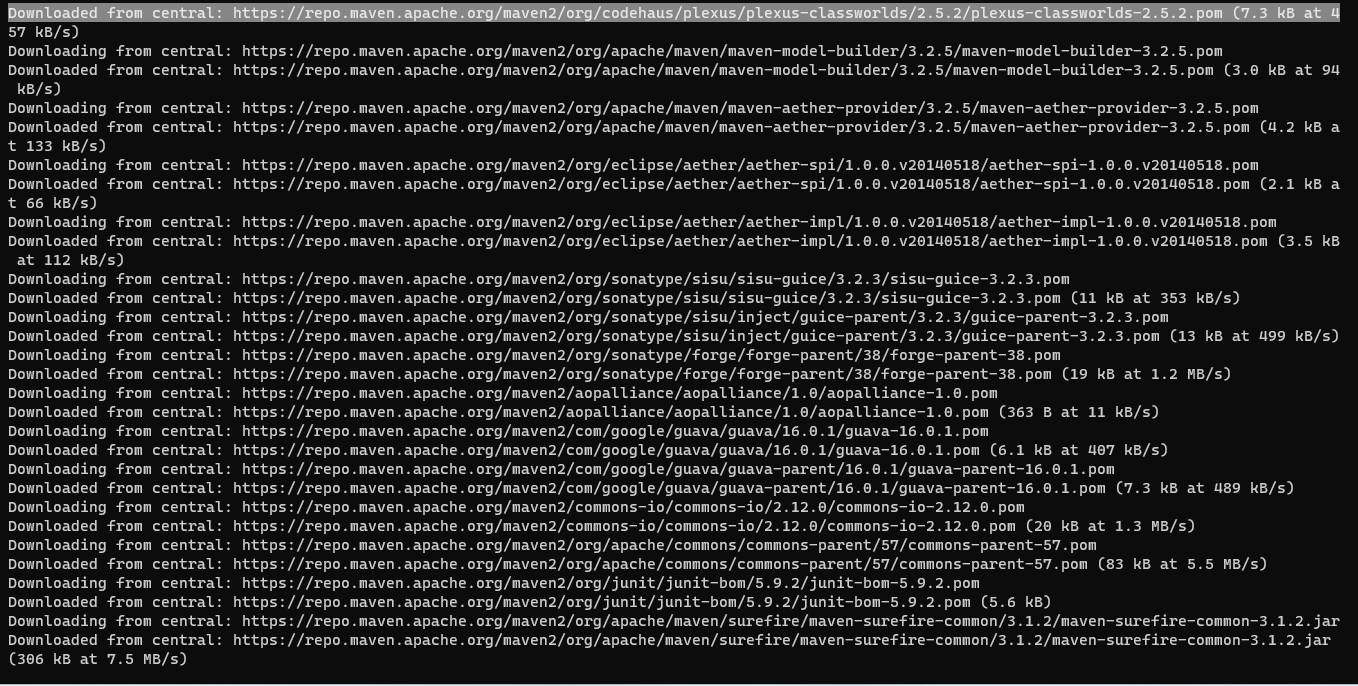 Downloaded from central: https://repo.maven.apache.org/maven2/org/codehaus/plexus/plexus-classworlds/2.5.2/plexus-classworlds-2.5.2.pom (7.3 kB at 4
57 kB/s)
Downloading from central: https://repo.maven.apache.org/maven2/org/apache/maven/maven-model-builder/3.2.5/maven-model-builder-3.2.5.pom
Downloaded from central: https://repo.maven.apache.org/maven2/org/apache/maven/maven-model-builder/3.2.5/maven-model-builder-3.2.5.pom (3.0 kB at 94
 kB/s)
Downloading from central: https://repo.maven.apache.org/maven2/org/apache/maven/maven-aether-provider/3.2.5/maven-aether-provider-3.2.5.pom
Downloaded from central: https://repo.maven.apache.org/maven2/org/apache/maven/maven-aether-provider/3.2.5/maven-aether-provider-3.2.5.pom (4.2 kB a
t 133 kB/s)
Downloading from central: https://repo.maven.apache.org/maven2/org/eclipse/aether/aether-spi/1.0.0.v20140518/aether-spi-1.0.0.v20140518.pom
Downloaded from central: https://repo.maven.apache.org/maven2/org/eclipse/aether/aether-spi/1.0.0.v20140518/aether-spi-1.0.0.v20140518.pom (2.1 kB a
t 66 kB/s)
Downloading from central: https://repo.maven.apache.org/maven2/org/eclipse/aether/aether-impl/1.0.0.v20140518/aether-impl-1.0.0.v20140518.pom
Downloaded from central: https://repo.maven.apache.org/maven2/org/eclipse/aether/aether-impl/1.0.0.v20140518/aether-impl-1.0.0.v20140518.pom (3.5 kB
 at 112 kB/s)
Downloading from central: https://repo.maven.apache.org/maven2/org/sonatype/sisu/sisu-guice/3.2.3/sisu-guice-3.2.3.pom
Downloaded from central: https://repo.maven.apache.org/maven2/org/sonatype/sisu/sisu-guice/3.2.3/sisu-guice-3.2.3.pom (11 kB at 353 kB/s)
Downloading from central: https://repo.maven.apache.org/maven2/org/sonatype/sisu/inject/guice-parent/3.2.3/guice-parent-3.2.3.pom
Downloaded from central: https://repo.maven.apache.org/maven2/org/sonatype/sisu/inject/guice-parent/3.2.3/guice-parent-3.2.3.pom (13 kB at 499 kB/s)
Downloading from central: https://repo.maven.apache.org/maven2/org/sonatype/forge/forge-parent/38/forge-parent-38.pom
Downloaded from central: https://repo.maven.apache.org/maven2/org/sonatype/forge/forge-parent/38/forge-parent-38.pom (19 kB at 1.2 MB/s)
Downloading from central: https://repo.maven.apache.org/maven2/aopalliance/aopalliance/1.0/aopalliance-1.0.pom
Downloaded from central: https://repo.maven.apache.org/maven2/aopalliance/aopalliance/1.0/aopalliance-1.0.pom (363 B at 11 kB/s)
Downloading from central: https://repo.maven.apache.org/maven2/com/google/guava/guava/16.0.1/guava-16.0.1.pom
Downloaded from central: https://repo.maven.apache.org/maven2/com/google/guava/guava/16.0.1/guava-16.0.1.pom (6.1 kB at 407 kB/s)
Downloading from central: https://repo.maven.apache.org/maven2/com/google/guava/guava-parent/16.0.1/guava-parent-16.0.1.pom
Downloaded from central: https://repo.maven.apache.org/maven2/com/google/guava/guava-parent/16.0.1/guava-parent-16.0.1.pom (7.3 kB at 489 kB/s)
Downloading from central: https://repo.maven.apache.org/maven2/commons-io/commons-io/2.12.0/commons-io-2.12.0.pom
Downloaded from central: https://repo.maven.apache.org/maven2/commons-io/commons-io/2.12.0/commons-io-2.12.0.pom (20 kB at 1.3 MB/s)
Downloading from central: https://repo.maven.apache.org/maven2/org/apache/commons/commons-parent/57/commons-parent-57.pom
Downloaded from central: https://repo.maven.apache.org/maven2/org/apache/commons/commons-parent/57/commons-parent-57.pom (83 kB at 5.5 MB/s)
Downloading from central: https://repo.maven.apache.org/maven2/org/junit/junit-bom/5.9.2/junit-bom-5.9.2.pom
Downloaded from central: https://repo.maven.apache.org/maven2/org/junit/junit-bom/5.9.2/junit-bom-5.9.2.pom (5.6 kB)
Downloading from central: https://repo.maven.apache.org/maven2/org/apache/maven/surefire/maven-surefire-common/3.1.2/maven-surefire-common-3.1.2.jar
Downloaded from central: https://repo.maven.apache.org/maven2/org/apache/maven/surefire/maven-surefire-common/3.1.2/maven-surefire-common-3.1.2.jar
(306 kB at 7.5 MB/s)